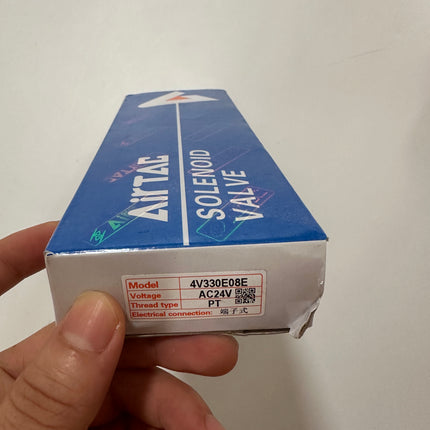 AirTAC
SOLENOID
VALVE
Model 4V330E08E
Voltage AC24V
Thread type PT
Electrical connection: 端子式